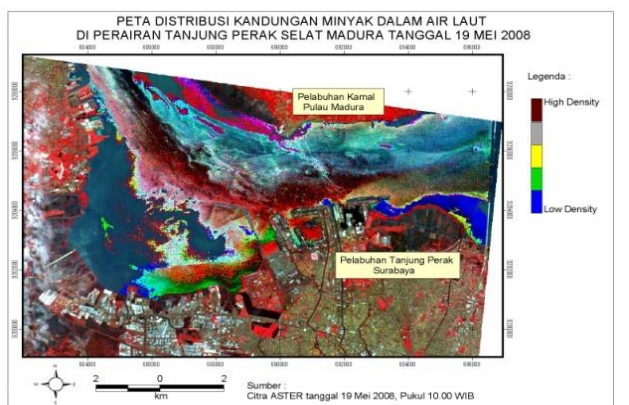 PETA DISTRIBUSI KANDUNGAN MINYAK DALAM AIR LAUT
DI PERAIRAN TANJUNG PERAK SELAT MADURA TANGGAL 19 MEI 2008
Legenda :
High Density
Low Density
Pelabuhan Kamal
Pulau Madura
Pelabuhan Tanjung Perak
Surabaya
2 0 2
km
Sumber :
Citra ASTER tanggal 19 Mei 2008, Pukul 10.00 WIB